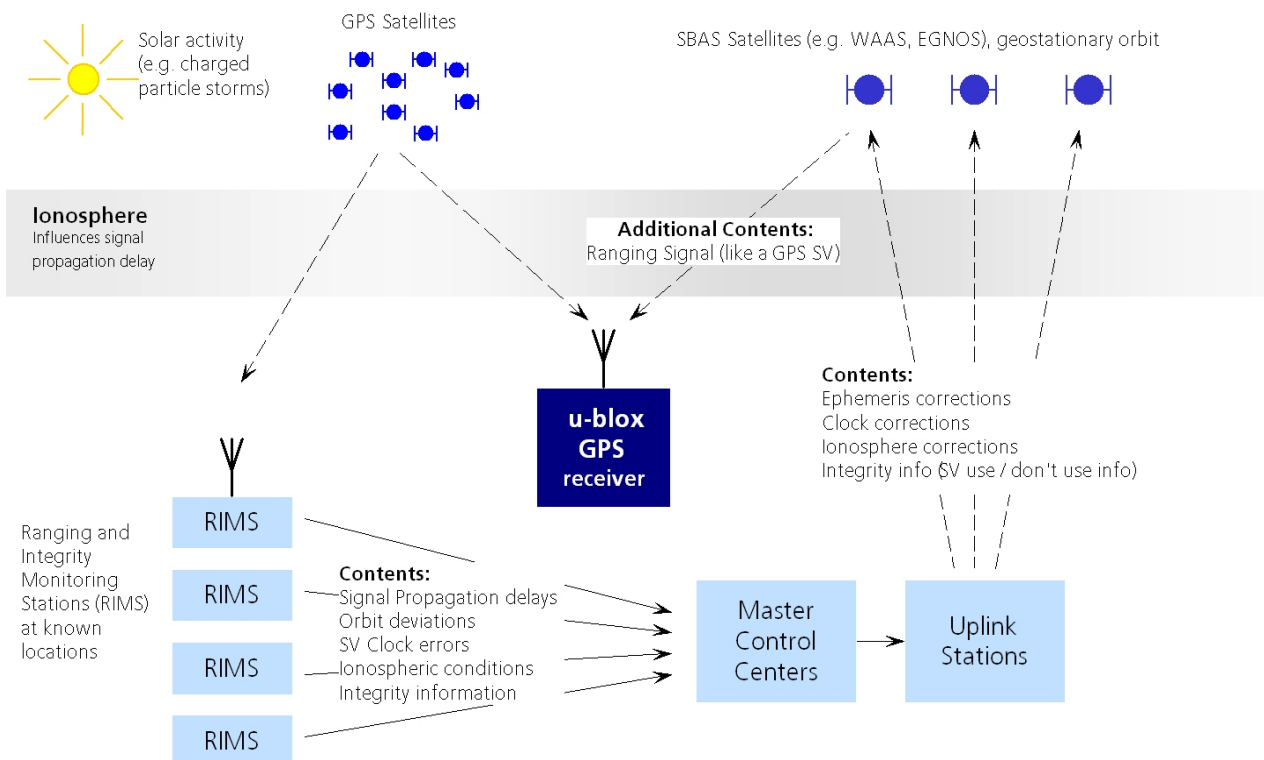 Solar activity
(e.g. charged
particle storms)
GPS Satellites
SBAS Satellites (e.g. WAAS, EGNOS), geostationary orbit
Ionosphere
Influences signal
propagation delay
Additional Contents:
Ranging Signal (like a GPS SV)
u-blox
GPS
receiver
Contents:
Ephemeris corrections
Clock corrections
Ionosphere corrections
Integrity info (SV use / don't use info)
Ranging and
Integrity
Monitoring
Stations (RIMS)
at known
locations
RIMS
RIMS
RIMS
RIMS
Contents:
Signal Propagation delays
Orbit deviations
SV Clock errors
Ionospheric conditions
Integrity information
Master
Control
Centers
Uplink
Stations